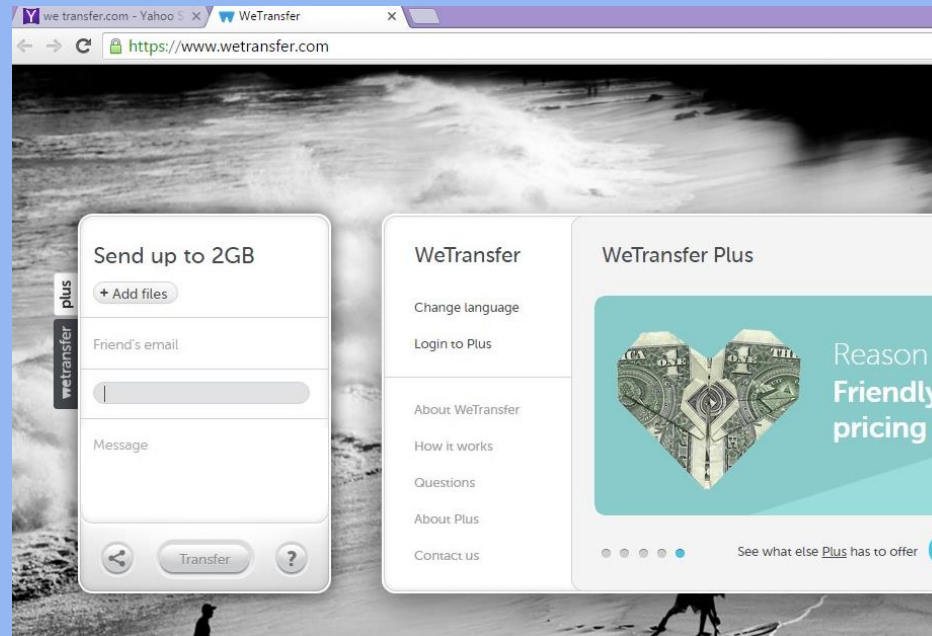 we transfer.com - Yahoo S
WeTransfer
https://www.wetransfer.com
plus
wetransfer
Send up to 2GB
+ Add files
Friend's email
Message
Transfer
?
WeTransfer
Change language
Login to Plus
About WeTransfer
How it works
Questions
About Plus
Contact us
WeTransfer Plus
Reason
Friendly
pricing
See what else Plus has to offer